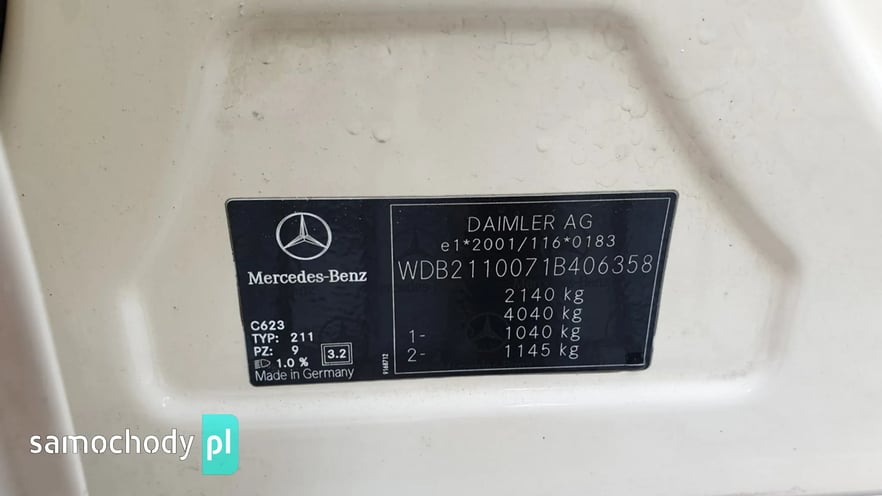 Mercedes-Benz
C623
TYP: 211
PZ: 9
1.0 %
3.2
Made in Germany
9168712
DAIMLER AG
e1*2001/116*0183
WDB2110071B406358
2140 kg
4040 kg
1- 1040 kg
2- 1145 kg
samochody pl